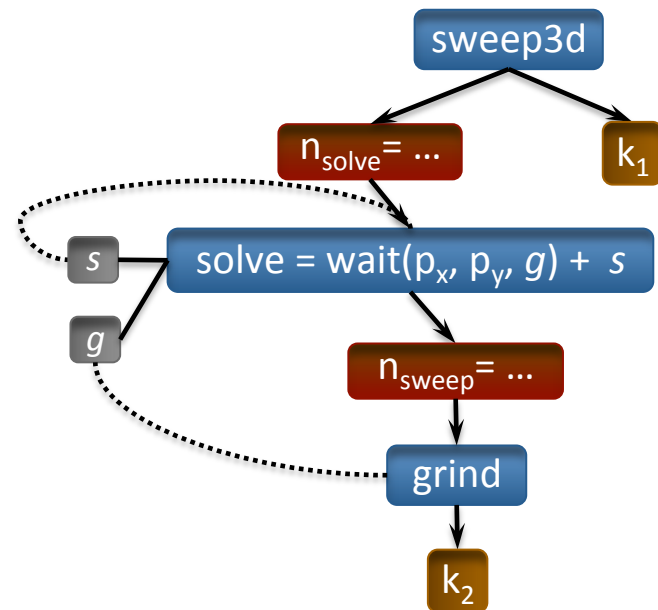 sweep3d
n_solve= ...
k_1
s
solve = wait(p_x, p_y, g) + s
g
n_sweep= ...
grind
k_2